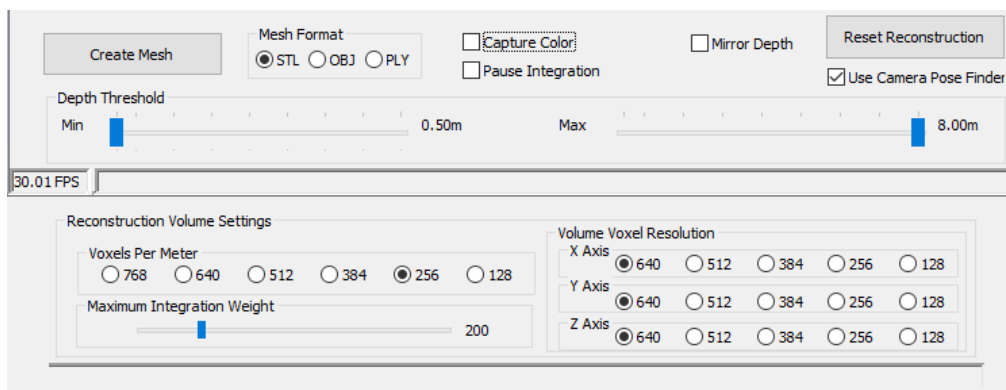 Create Mesh
Mesh Format
STL OBJ PLY
Capture Color
Pause Integration
Mirror Depth
Reset Reconstruction
Use Camera Pose Finder
Depth Threshold
Min 0.50m Max 8.00m
30.01 FPS
Reconstruction Volume Settings
Voxels Per Meter
768 640 512 384 256 128
Maximum Integration Weight
200
Volume Voxel Resolution
X Axis
640 512 384 256 128
Y Axis
640 512 384 256 128
Z Axis
640 512 384 256 128